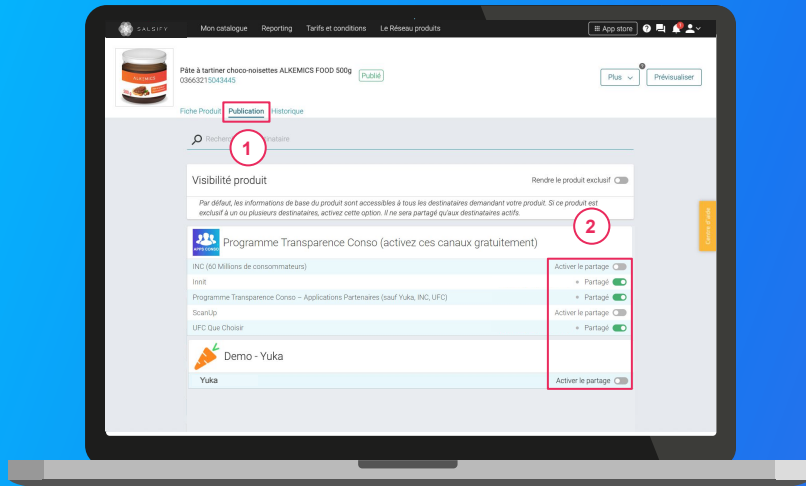 SALSIFY
Mon catalogue Reporting Tarifs et conditions Le Réseau produits
App store
ALKEMICS
Pâte à tartiner choco-noisettes ALKEMICS FOOD 500g
Publié
03663215043445
Plus
Prévisualiser
Fiche Produit Publication Historique
1
Visibilité produit
Rendre le produit exclusif
Par défaut, les informations de base du produit sont accessibles à tous les destinataires demandant votre produit. Si ce produit est
exclusif à un ou plusieurs destinataires, activez cette option. Il ne sera partagé qu'aux destinataires actifs.
2
APPS CONSO
Programme Transparence Conso (activez ces canaux gratuitement)
INC (60 Millions de consommateurs) Activer le partage
Innit Partagé
Programme Transparence Conso – Applications Partenaires (sauf Yuka, INC, UFC) Partagé
ScanUp Activer le partage
UFC Que Choisir Partagé
Demo - Yuka
Yuka Activer le partage
Centre d'aide